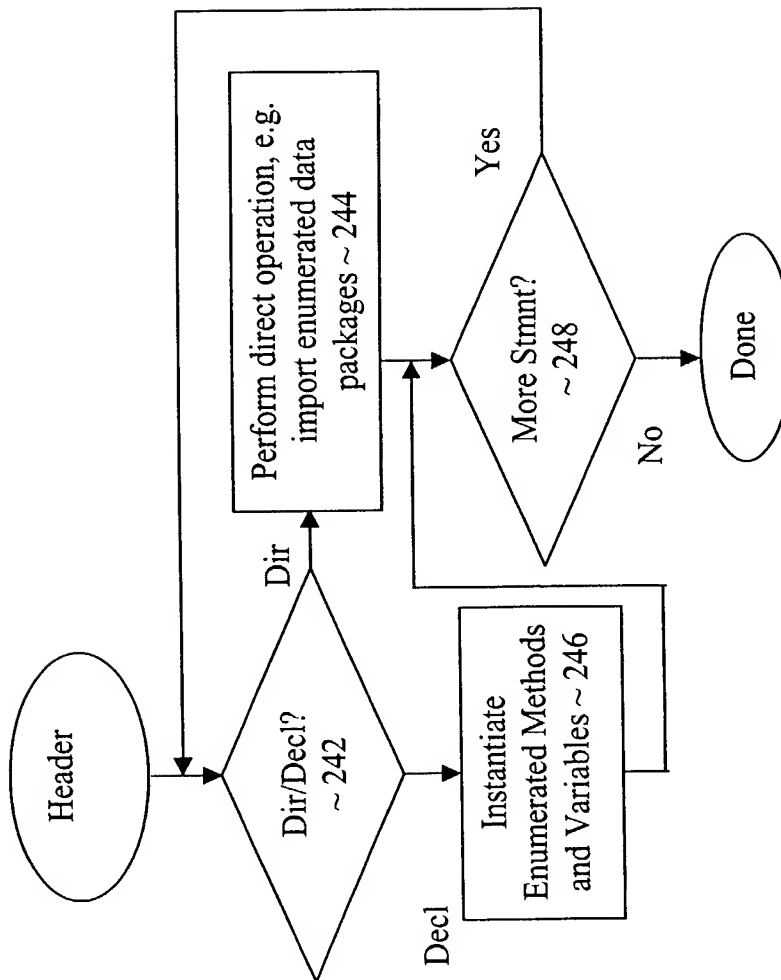 Header
Dir/Decl?
~ 242
Dir
Perform direct operation, e.g.
import enumerated data
packages ~ 244
Decl
Instantiate
Enumerated Methods
and Variables ~ 246
More Stmnt?
~ 248
Yes
No
Done